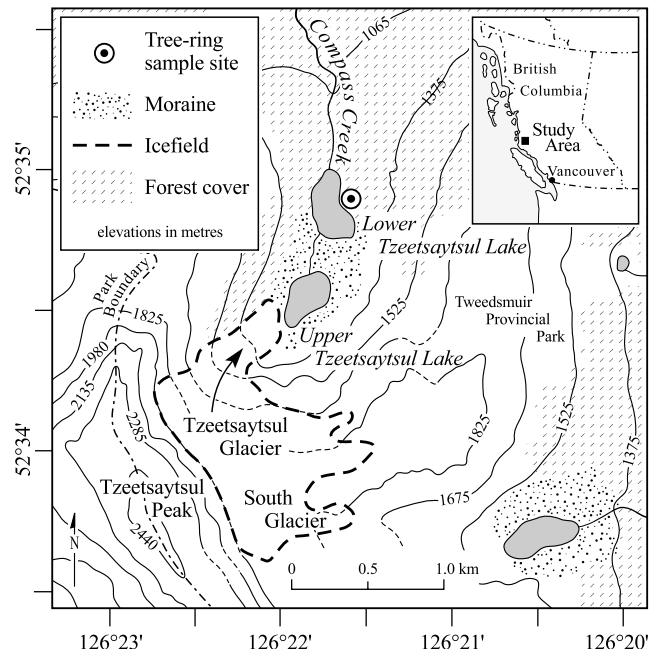 Tree-ring
sample site
Moraine
Icefield
Forest cover
elevations in metres
Compass Creek
1065
1375
British
Columbia
Study
Area
Vancouver
52°35'
Lower
Tzeetsaytsul Lake
Park
Boundary
1825
1980
2135
2285
2440
1525
Tweedsmuir
Provincial
Park
Upper
Tzeetsaytsul Lake
Tzeetsaytsul
Glacier
1825
1525
1375
52°34'
Tzeetsaytsul
Peak
South
Glacier
1675
N
0
0.5
1.0 km
126°23'
126°22'
126°21'
126°20'